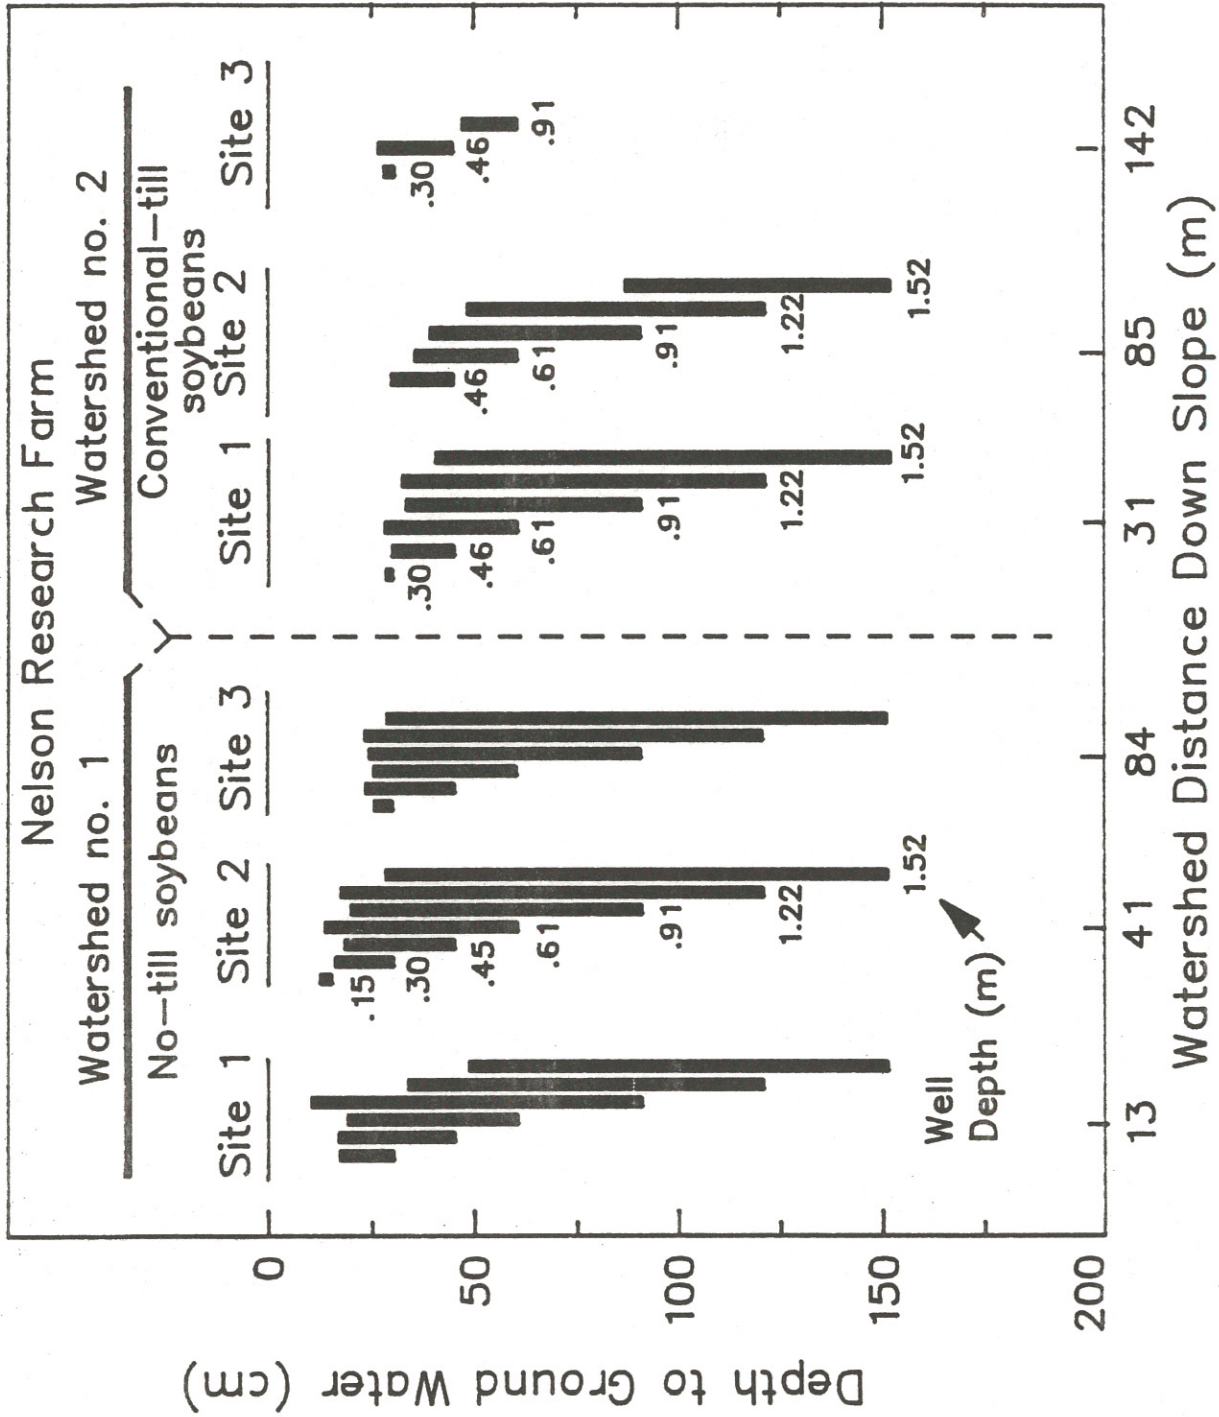 Nelson Research Farm
Watershed no. 1
Watershed no. 2
No-till soybeans
Conventional-till
soybeans
Site 1
Site 2
Site 3
Site 1
Site 2
Site 3
0
50
100
150
200
Depth to Ground Water (cm)
.15
.30
.45
.61
.91
1.22
1.52
.30
.46
.61
.91
1.22
1.52
.46
.61
.91
1.22
1.52
.30
.46
.91
Well
Depth (m)
13
41
84
31
85
142
Watershed Distance Down Slope (m)